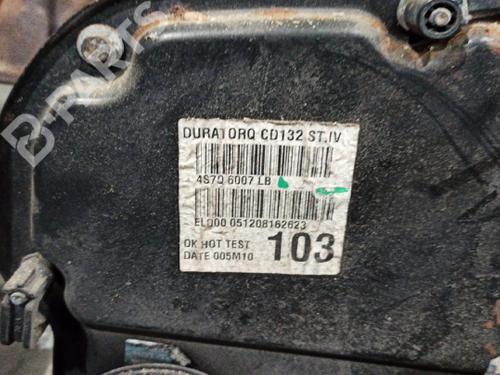 B-PARTS
DURATORQ CD132 ST.IV
4S7Q 6007 LB
EL000 051208162623
OK HOT TEST
DATE 005M10
103